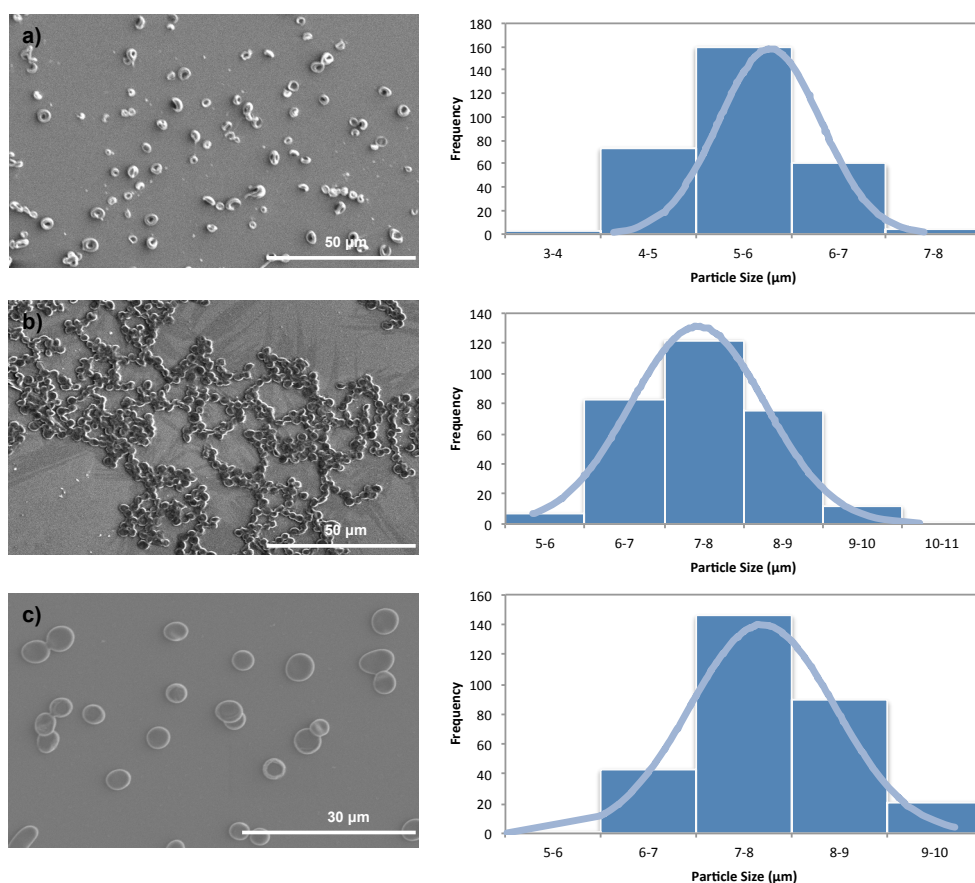 a)
50 µm
180
160
140
120
100
80
60
40
20
0
Frequency
3-4 4-5 5-6 6-7 7-8
Particle Size (µm)
b)
50 µm
140
120
100
80
60
40
20
0
Frequency
5-6 6-7 7-8 8-9 9-10 10-11
Particle Size (µm)
c)
30 µm
160
140
120
100
80
60
40
20
0
Frequency
5-6 6-7 7-8 8-9 9-10
Particle Size (µm)